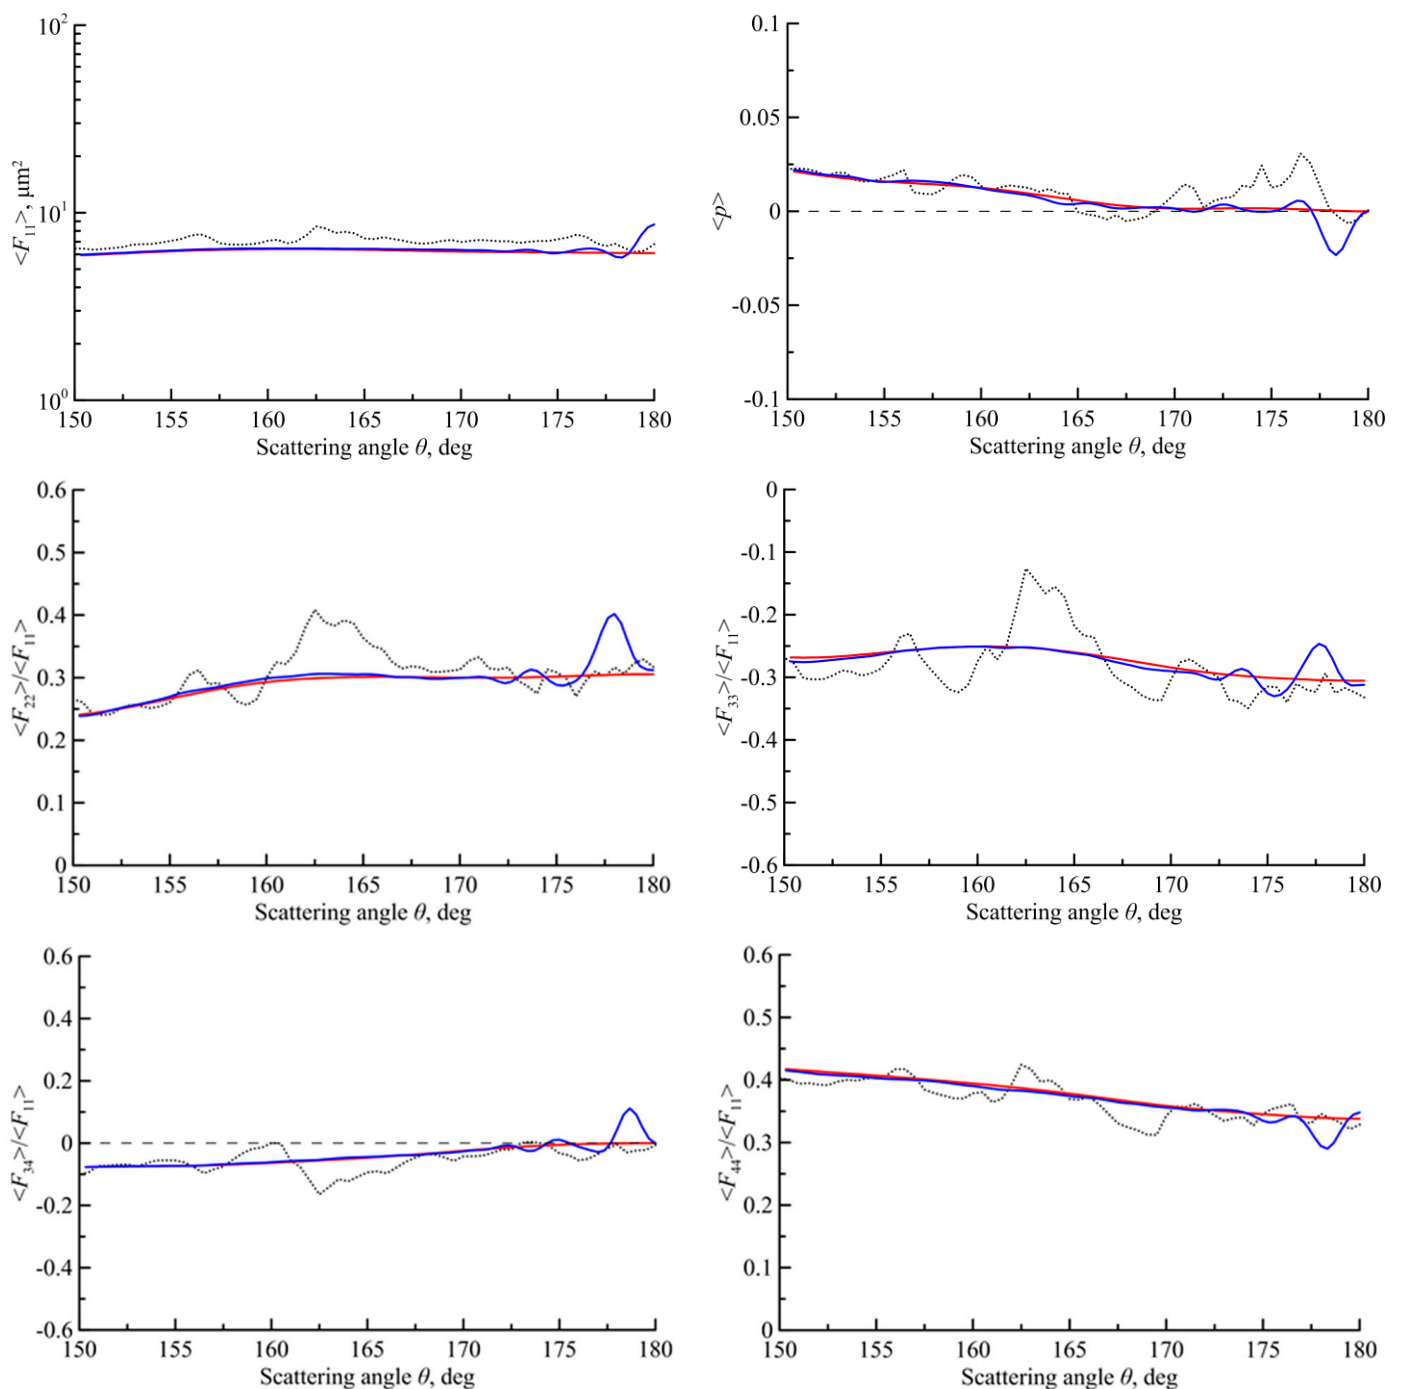 10²
10¹
10⁰
<F₁₁>, μm²
150 155 160 165 170 175 180
Scattering angle θ, deg
0.1
0.05
0
-0.05
-0.1
<p>
150 155 160 165 170 175 180
Scattering angle θ, deg
0.6
0.5
0.4
0.3
0.2
0.1
0
<F₂₂>/<F₁₁>
150 155 160 165 170 175 180
Scattering angle θ, deg
0
-0.1
-0.2
-0.3
-0.4
-0.5
-0.6
<F₃₃>/<F₁₁>
150 155 160 165 170 175 180
Scattering angle θ, deg
0.6
0.4
0.2
0
-0.2
-0.4
-0.6
<F₃₄>/<F₁₁>
150 155 160 165 170 175 180
Scattering angle θ, deg
0.6
0.5
0.4
0.3
0.2
0.1
0
<F₄₄>/<F₁₁>
150 155 160 165 170 175 180
Scattering angle θ, deg